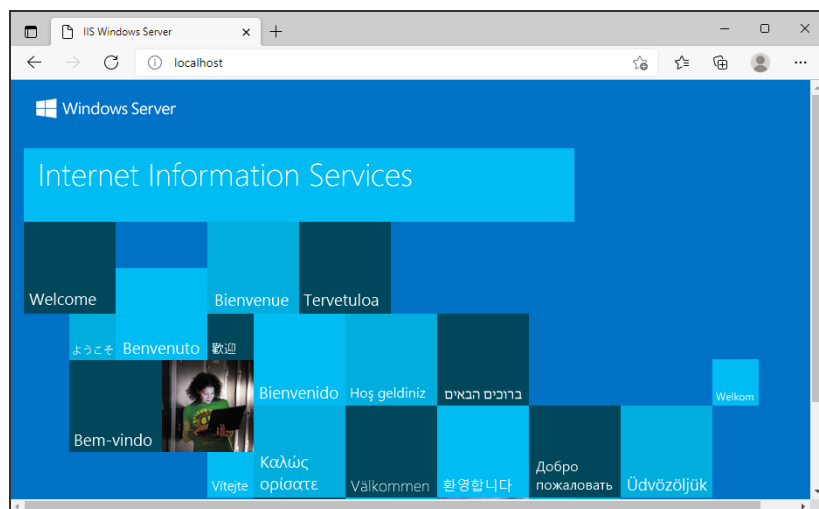 IIS Windows Server
localhost
Windows Server
Internet Information Services
Welcome
Bienvenue
Tervetuloa
ようこそ
Benvenuto
歡迎
Bienvenido
Hoş geldiniz
ברוכים הבאים
Welkom
Bem-vindo
Vítejte
Καλώς
ορίσατε
Välkommen
환영합니다
Добро
пожаловать
Üdvözöljük